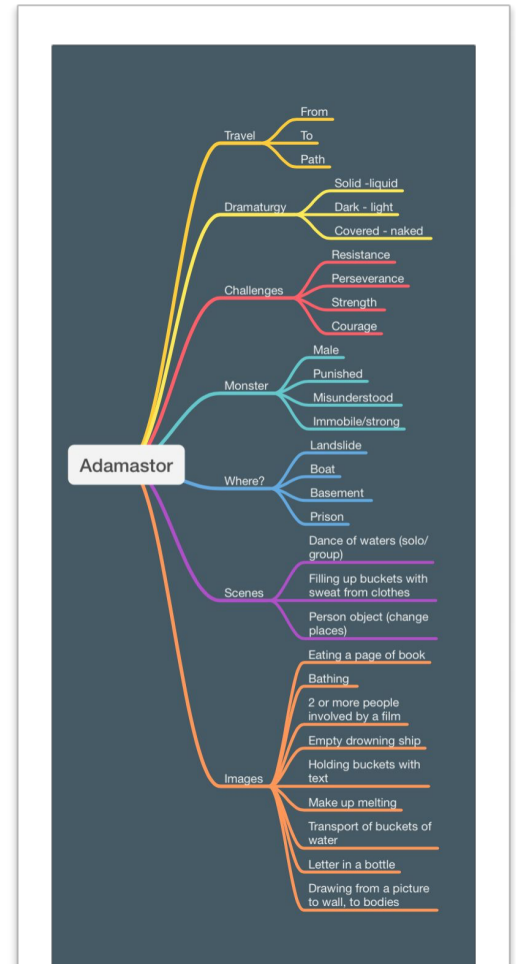 Adamastor
Travel
From
To
Path
Dramaturgy
Solid -liquid
Dark - light
Covered - naked
Challenges
Resistance
Perseverance
Strength
Courage
Monster
Male
Punished
Misunderstood
Immobile/strong
Where?
Landslide
Boat
Basement
Prison
Scenes
Dance of waters (solo/
group)
Filling up buckets with
sweat from clothes
Person object (change
places)
Images
Eating a page of book
Bathing
2 or more people
involved by a film
Empty drowning ship
Holding buckets with
text
Make up melting
Transport of buckets of
water
Letter in a bottle
Drawing from a picture
to wall, to bodies